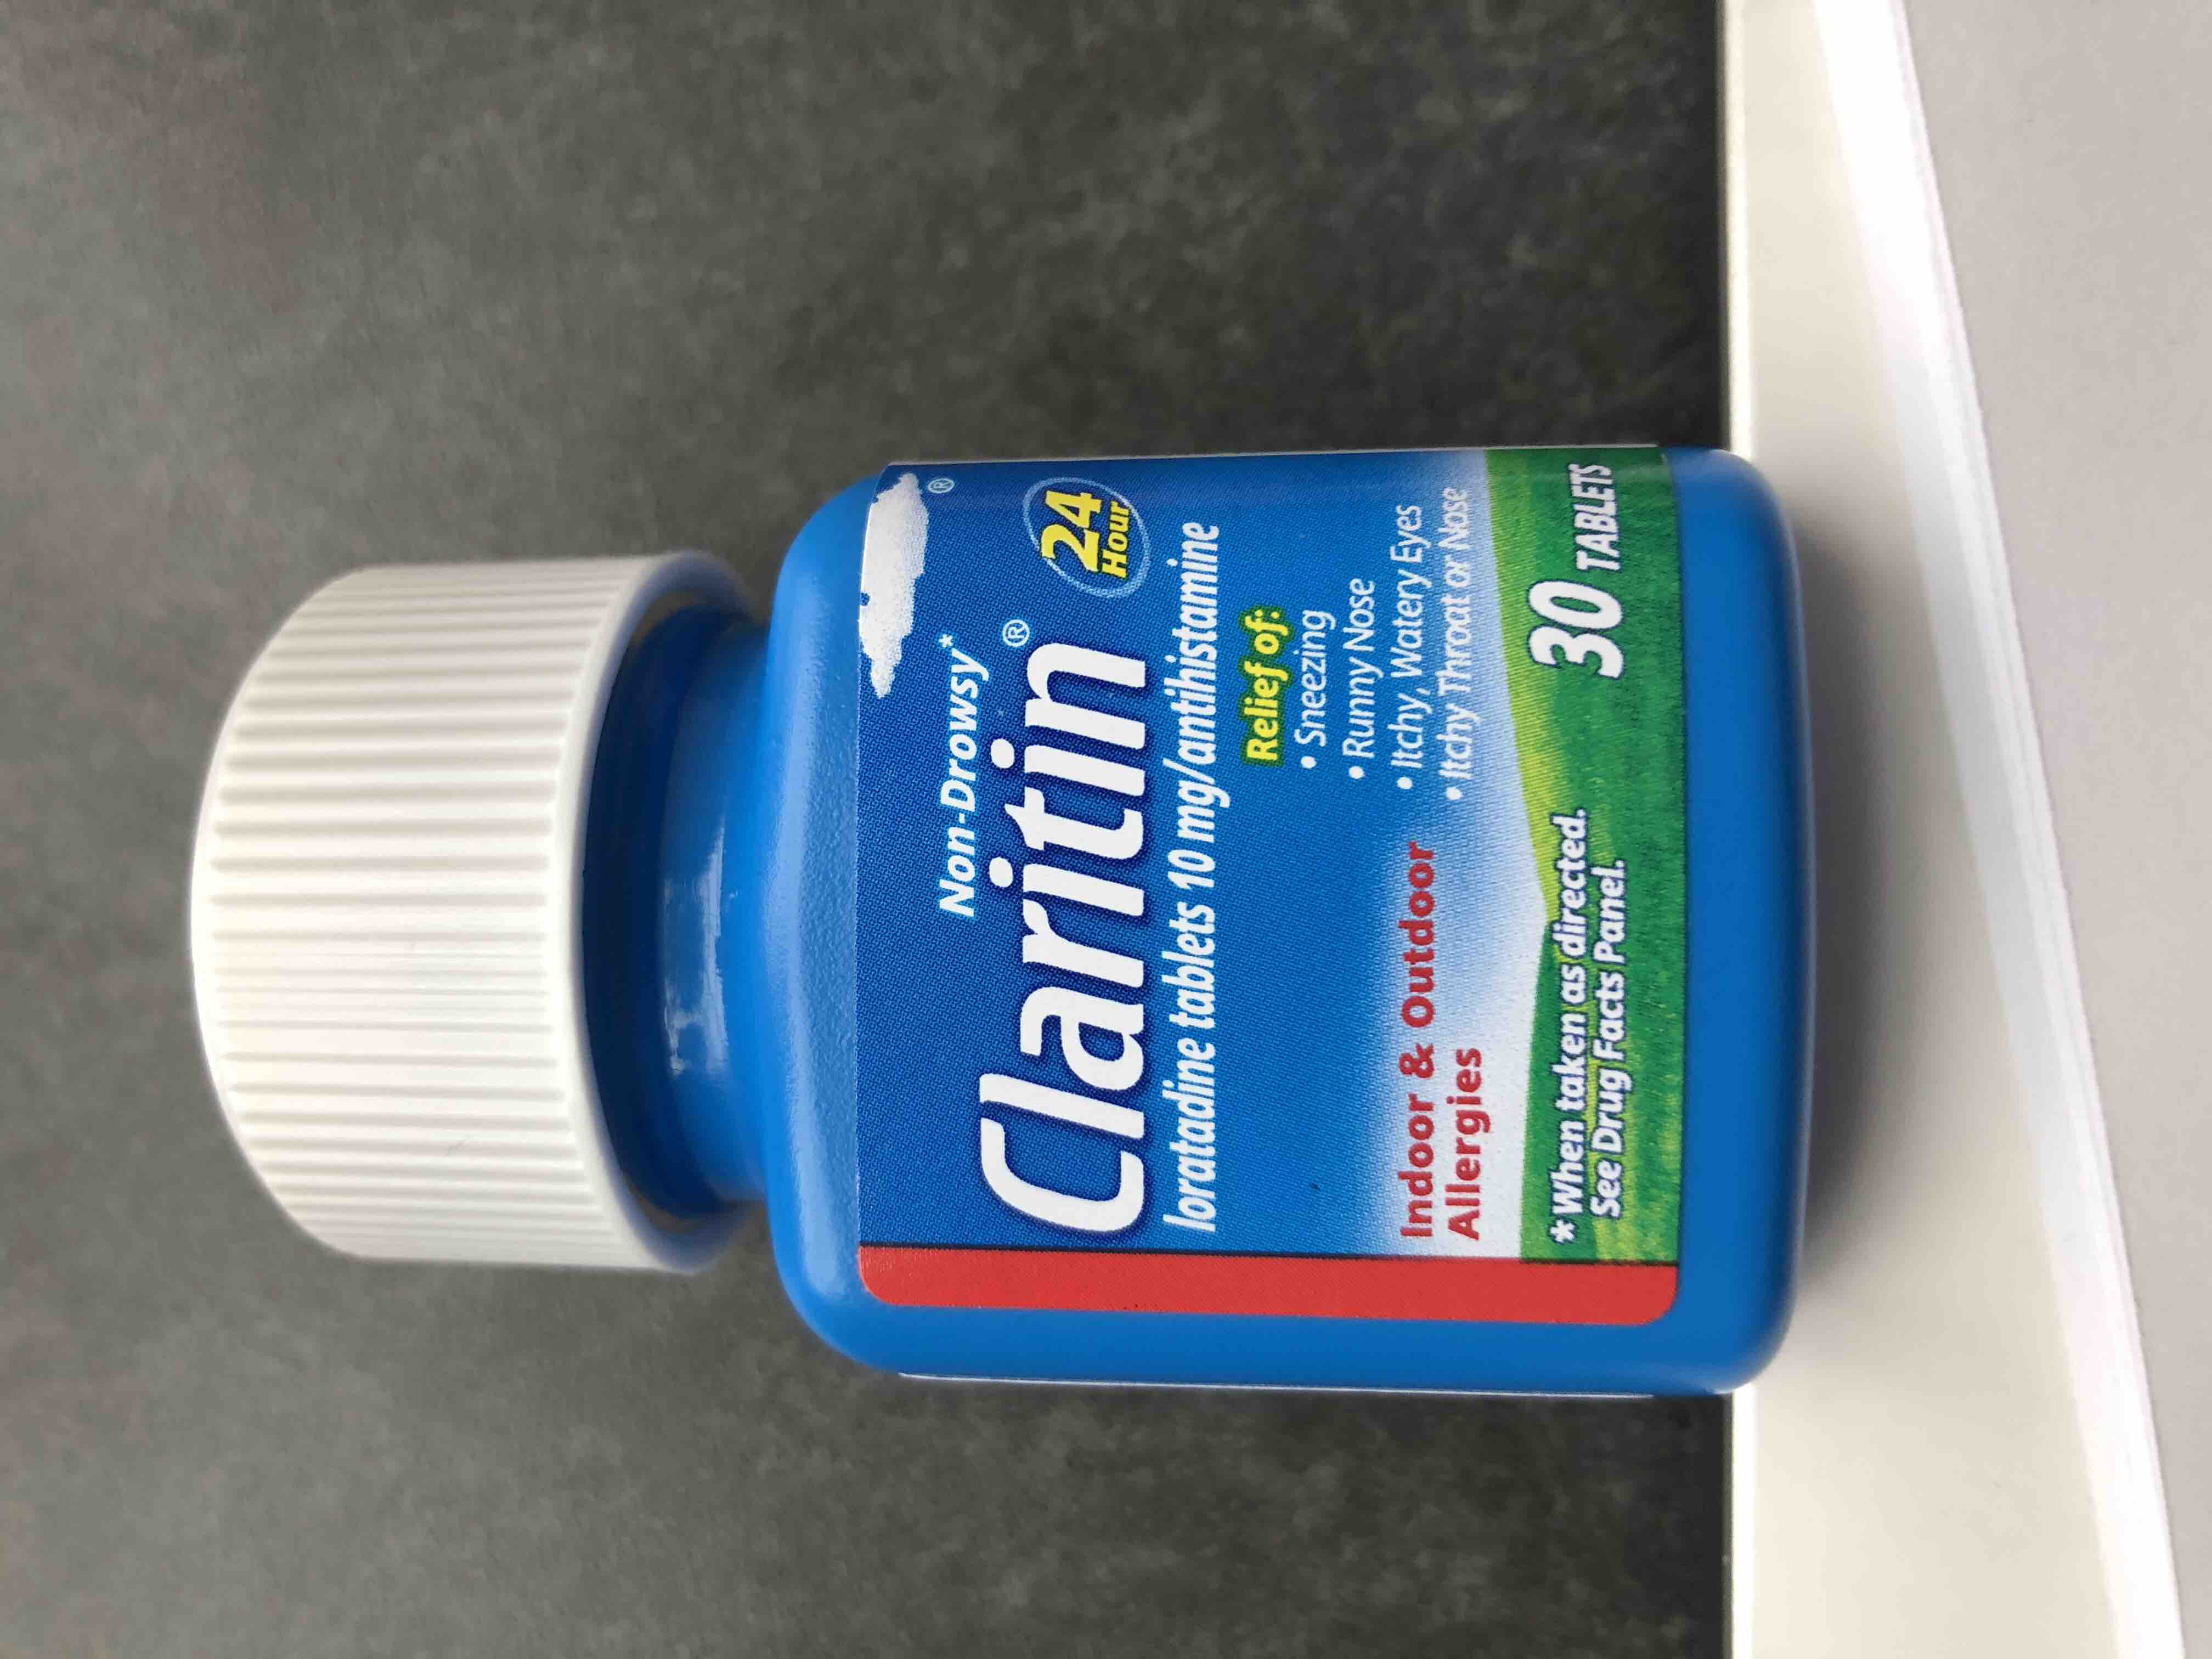 ®
Non-Drowsy*
Claritin®
24
Hour
loratadine tablets 10 mg/antihistamine
Relief of:
• Sneezing
• Runny Nose
• Itchy, Watery Eyes
• Itchy Throat or Nose
Indoor & Outdoor
Allergies
*When taken as directed.
See Drug Facts Panel.
30 TABLETS